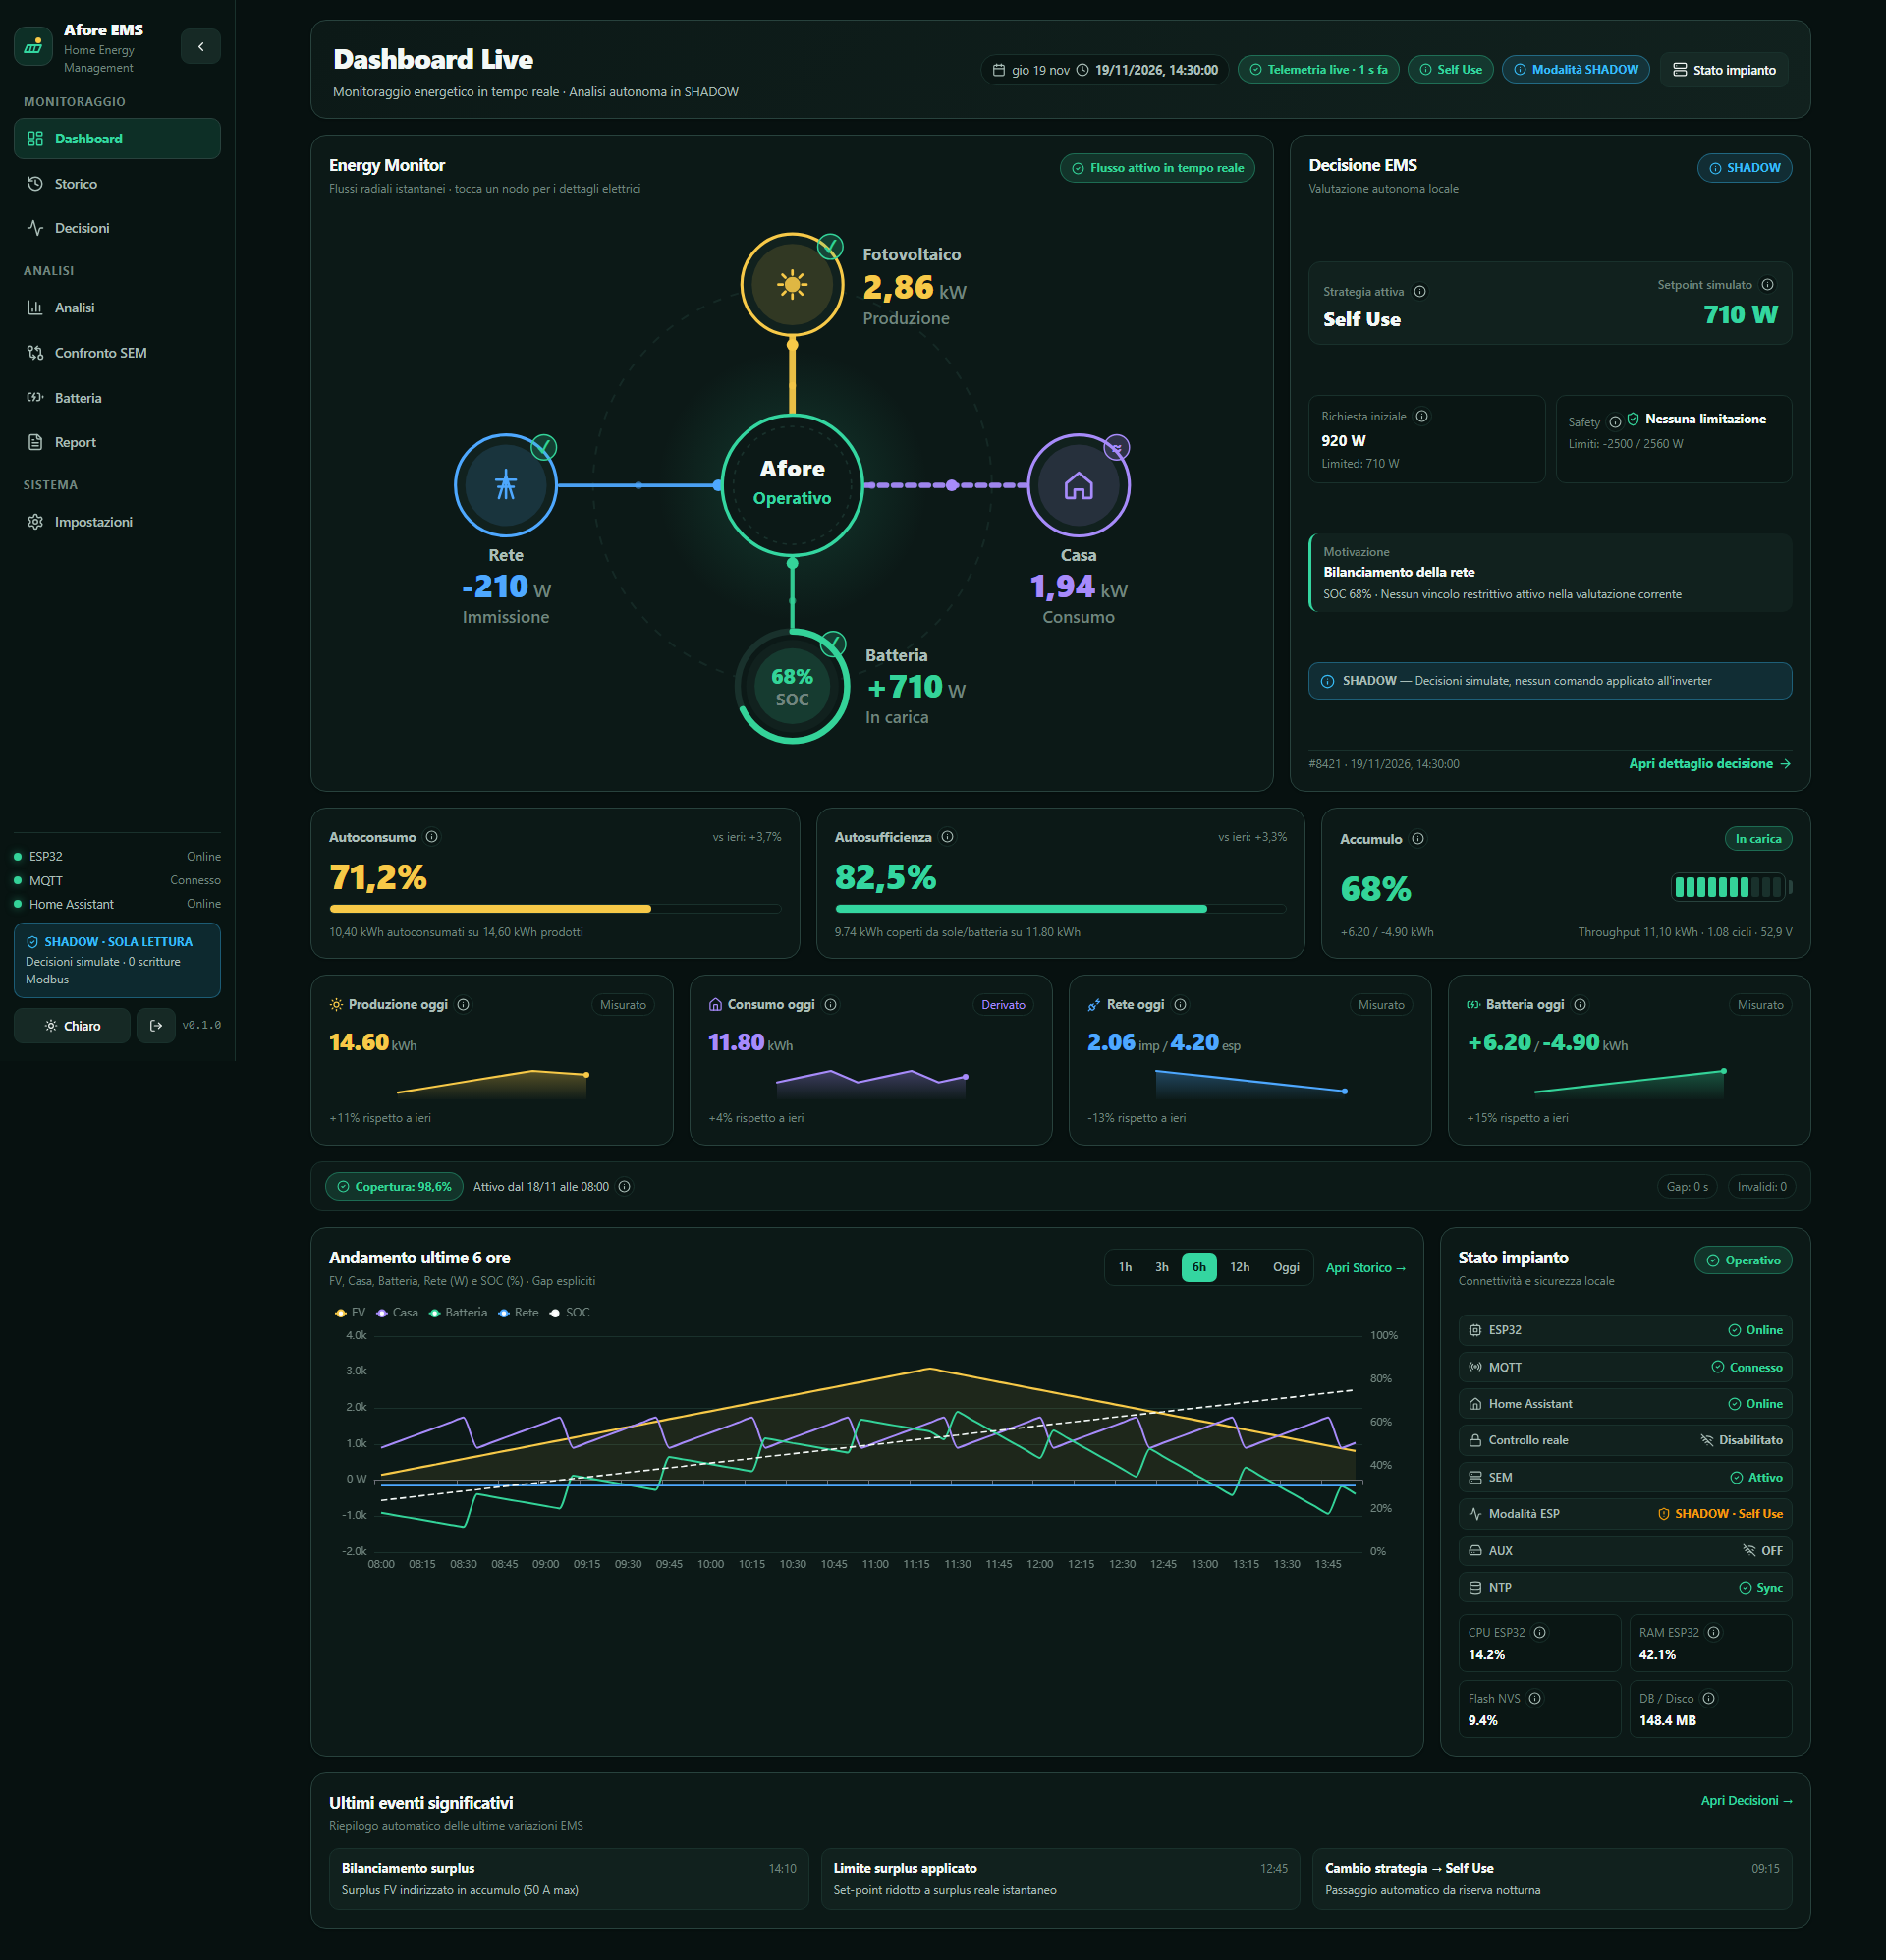 Afore EMS
Home Energy
Management
MONITORAGGIO
Dashboard
Storico
Decisioni
ANALISI
Analisi
Confronto SEM
Batteria
Report
SISTEMA
Impostazioni
ESP32 Online
MQTT Connesso
Home Assistant Online
SHADOW · SOLA LETTURA
Decisioni simulate · 0 scritture
Modbus
Chiaro v0.1.0
Dashboard Live
Monitoraggio energetico in tempo reale · Analisi autonoma in SHADOW
gio 19 nov 19/11/2026, 14:30:00 Telemetria live · 1 s fa Self Use Modalità SHADOW Stato impianto
Energy Monitor
Flussi radiali istantanei · tocca un nodo per i dettagli elettrici
Flusso attivo in tempo reale
Fotovoltaico
2,86 kW
Produzione
Afore
Operativo
Rete
-210 W
Immissione
≈
Casa
1,94 kW
Consumo
68%
SOC
Batteria
+710 W
In carica
Decisione EMS
Valutazione autonoma locale
SHADOW
Strategia attiva
Self Use
Setpoint simulato
710 W
Richiesta iniziale
920 W
Limited: 710 W
Safety Nessuna limitazione
Limiti: -2500 / 2560 W
Motivazione
Bilanciamento della rete
SOC 68% · Nessun vincolo restrittivo attivo nella valutazione corrente
SHADOW — Decisioni simulate, nessun comando applicato all'inverter
#8421 · 19/11/2026, 14:30:00 Apri dettaglio decisione →
Autoconsumo vs ieri: +3,7%
71,2%
10,40 kWh autoconsumati su 14,60 kWh prodotti
Autosufficienza vs ieri: +3,3%
82,5%
9.74 kWh coperti da sole/batteria su 11.80 kWh
Accumulo In carica
68%
+6.20 / -4.90 kWh Throughput 11,10 kWh · 1.08 cicli · 52,9 V
Produzione oggi Misurato
14.60 kWh
+11% rispetto a ieri
Consumo oggi Derivato
11.80 kWh
+4% rispetto a ieri
Rete oggi Misurato
2.06 imp / 4.20 esp
-13% rispetto a ieri
Batteria oggi Misurato
+6.20 / -4.90 kWh
+15% rispetto a ieri
Copertura: 98,6% Attivo dal 18/11 alle 08:00 Gap: 0 s Invalidi: 0
Andamento ultime 6 ore
FV, Casa, Batteria, Rete (W) e SOC (%) · Gap espliciti
1h 3h 6h 12h Oggi Apri Storico →
FV Casa Batteria Rete SOC
4.0k 100%
3.0k 80%
2.0k 60%
1.0k 40%
0 W 20%
-1.0k 0%
-2.0k
08:00 08:15 08:30 08:45 09:00 09:15 09:30 09:45 10:00 10:15 10:30 10:45 11:00 11:15 11:30 11:45 12:00 12:15 12:30 12:45 13:00 13:15 13:30 13:45
Stato impianto
Connettività e sicurezza locale
Operativo
ESP32 Online
MQTT Connesso
Home Assistant Online
Controllo reale Disabilitato
SEM Attivo
Modalità ESP SHADOW · Self Use
AUX OFF
NTP Sync
CPU ESP32
14.2%
RAM ESP32
42.1%
Flash NVS
9.4%
DB / Disco
148.4 MB
Ultimi eventi significativi
Riepilogo automatico delle ultime variazioni EMS
Apri Decisioni →
Bilanciamento surplus 14:10
Surplus FV indirizzato in accumulo (50 A max)
Limite surplus applicato 12:45
Set-point ridotto a surplus reale istantaneo
Cambio strategia → Self Use 09:15
Passaggio automatico da riserva notturna